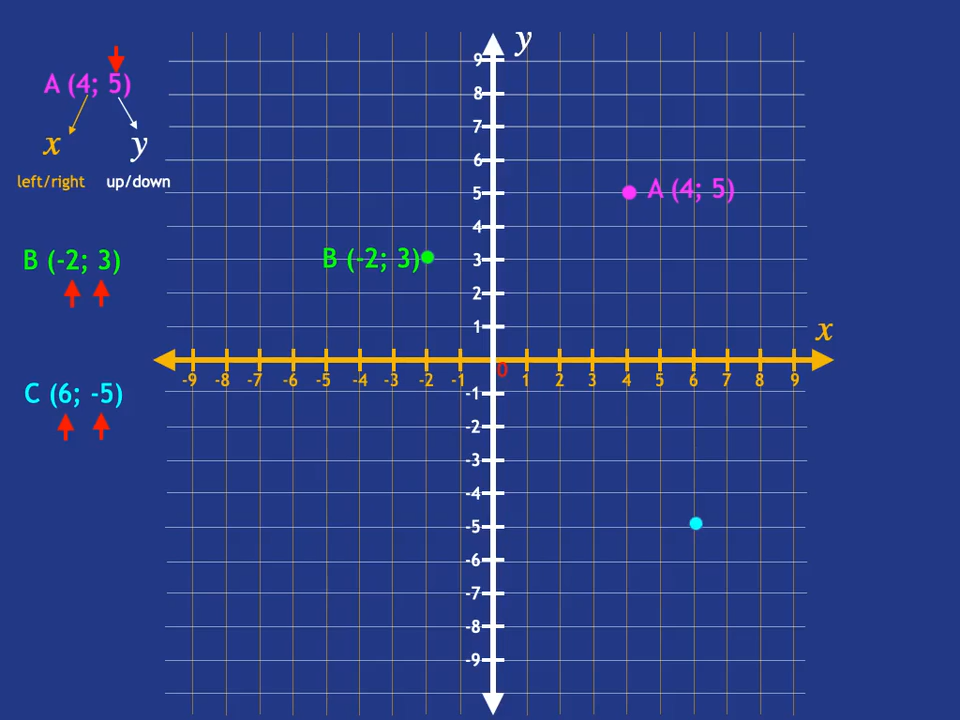 A (4; 5)
x y
left/right up/down
B (-2; 3)
C (6; -5)
y
9
8
7
6
5
4
3
2
1
A (4; 5)
B (-2; 3)
x
-9 -8 -7 -6 -5 -4 -3 -2 -1 0 1 2 3 4 5 6 7 8 9
-1
-2
-3
-4
-5
-6
-7
-8
-9